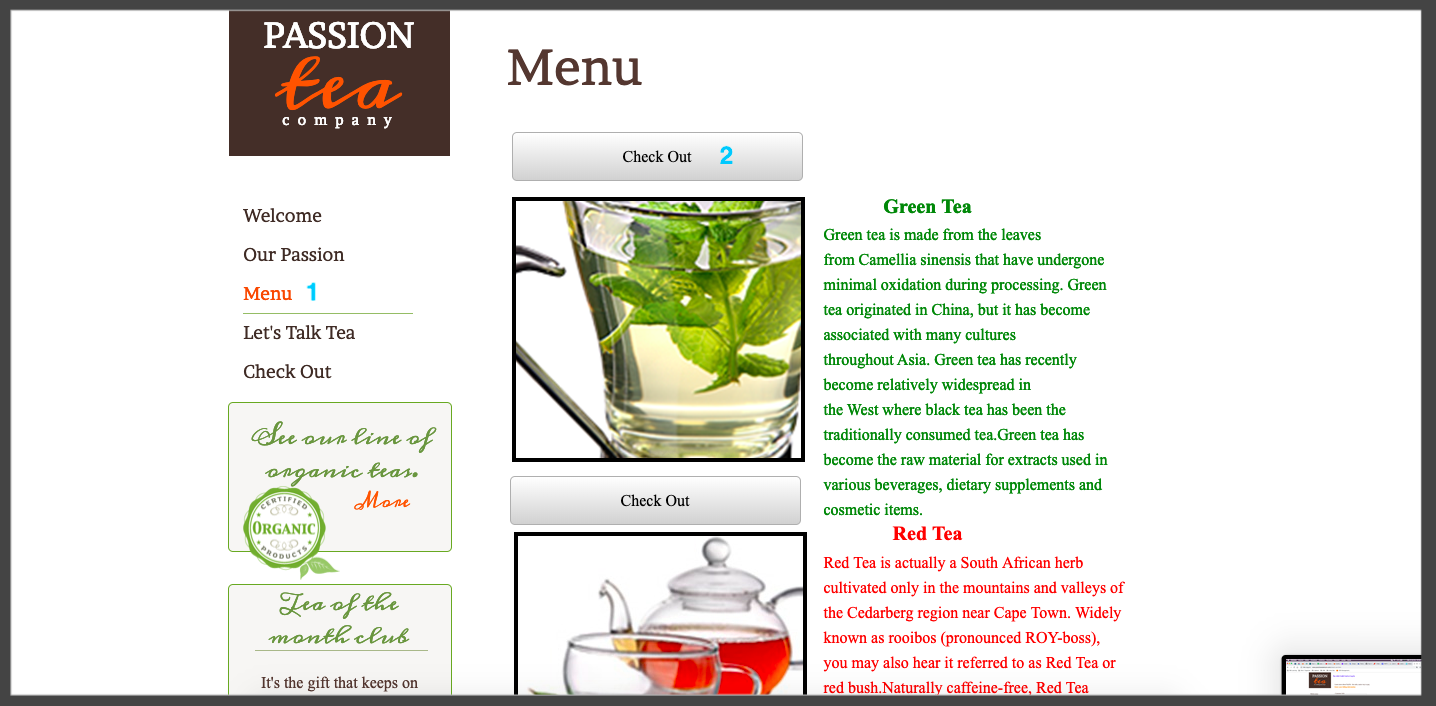 PASSION
tea
company
Welcome
Our Passion
Menu 1
Let's Talk Tea
Check Out
See our line of
organic teas.
More
CERTIFIED
ORGANIC
PRODUCTS
Tea of the
month club
It's the gift that keeps on
Menu
Check Out 2
Green Tea
Green tea is made from the leaves
from Camellia sinensis that have undergone
minimal oxidation during processing. Green
tea originated in China, but it has become
associated with many cultures
throughout Asia. Green tea has recently
become relatively widespread in
the West where black tea has been the
traditionally consumed tea.Green tea has
become the raw material for extracts used in
various beverages, dietary supplements and
cosmetic items.
Check Out
Red Tea
Red Tea is actually a South African herb
cultivated only in the mountains and valleys of
the Cedarberg region near Cape Town. Widely
known as rooibos (pronounced ROY-boss),
you may also hear it referred to as Red Tea or
red bush.Naturally caffeine-free, Red Tea
PASSION
tea